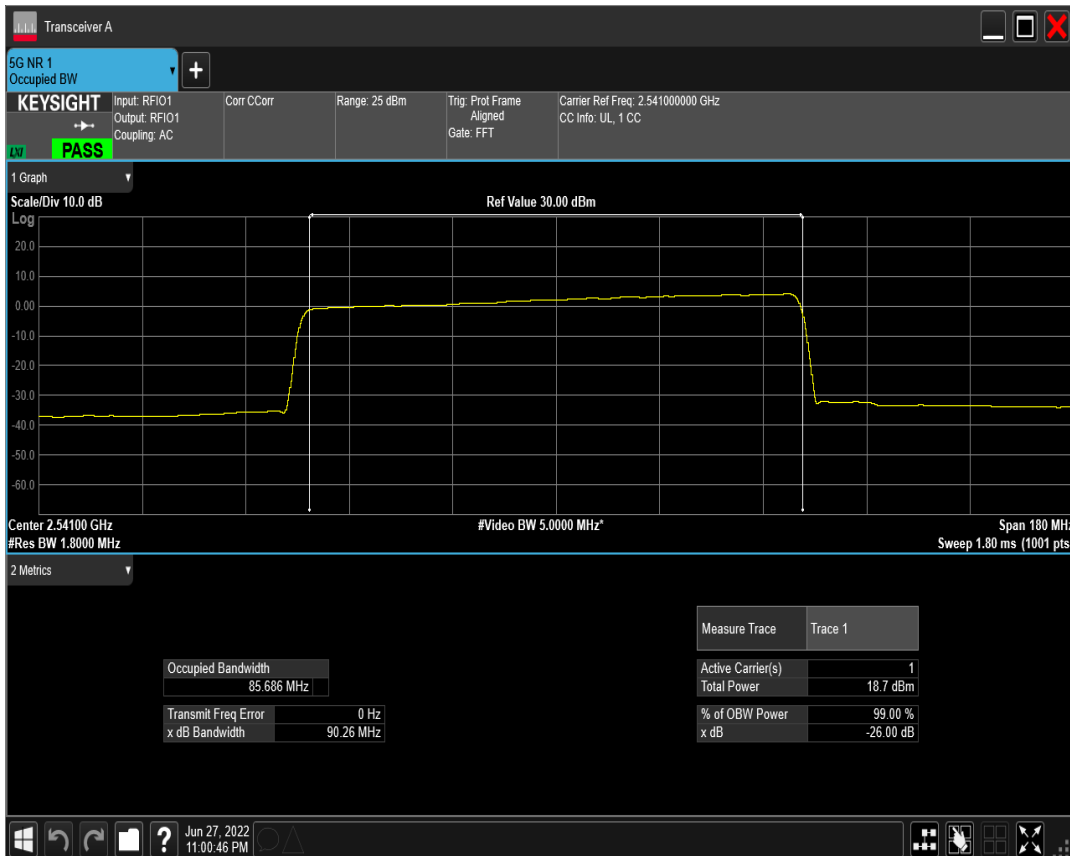 Transceiver A
5G NR 1
Occupied BW
+
KEYSIGHT
LXI
PASS
Input: RFIO1
Output: RFIO1
Coupling: AC
Corr CCorr
Range: 25 dBm
Trig: Prot Frame
Aligned
Gate: FFT
Carrier Ref Freq: 2.541000000 GHz
CC Info: UL, 1 CC
1 Graph
Scale/Div 10.0 dB
Ref Value 30.00 dBm
Log
20.0
10.0
0.00
-10.0
-20.0
-30.0
-40.0
-50.0
-60.0
Center 2.54100 GHz
#Video BW 5.0000 MHz*
Span 180 MHz
#Res BW 1.8000 MHz
Sweep 1.80 ms (1001 pts
2 Metrics
Measure Trace Trace 1
Occupied Bandwidth
85.686 MHz
Active Carrier(s) 1
Total Power 18.7 dBm
Transmit Freq Error 0 Hz
x dB Bandwidth 90.26 MHz
% of OBW Power 99.00 %
x dB -26.00 dB
?
Jun 27, 2022
11:00:46 PM